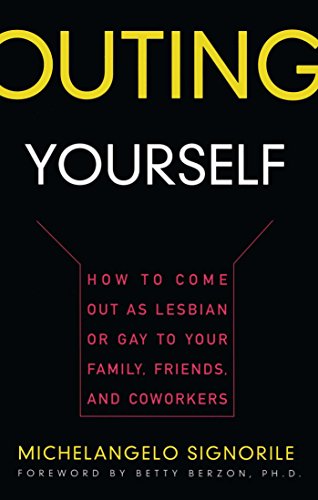 OUTING
YOURSELF
HOW TO COME
OUT AS LESBIAN
OR GAY TO YOUR
FAMILY, FRIENDS,
AND COWORKERS
MICHELANGELO SIGNORILE
FOREWORD BY BETTY BERZON, PH.D.